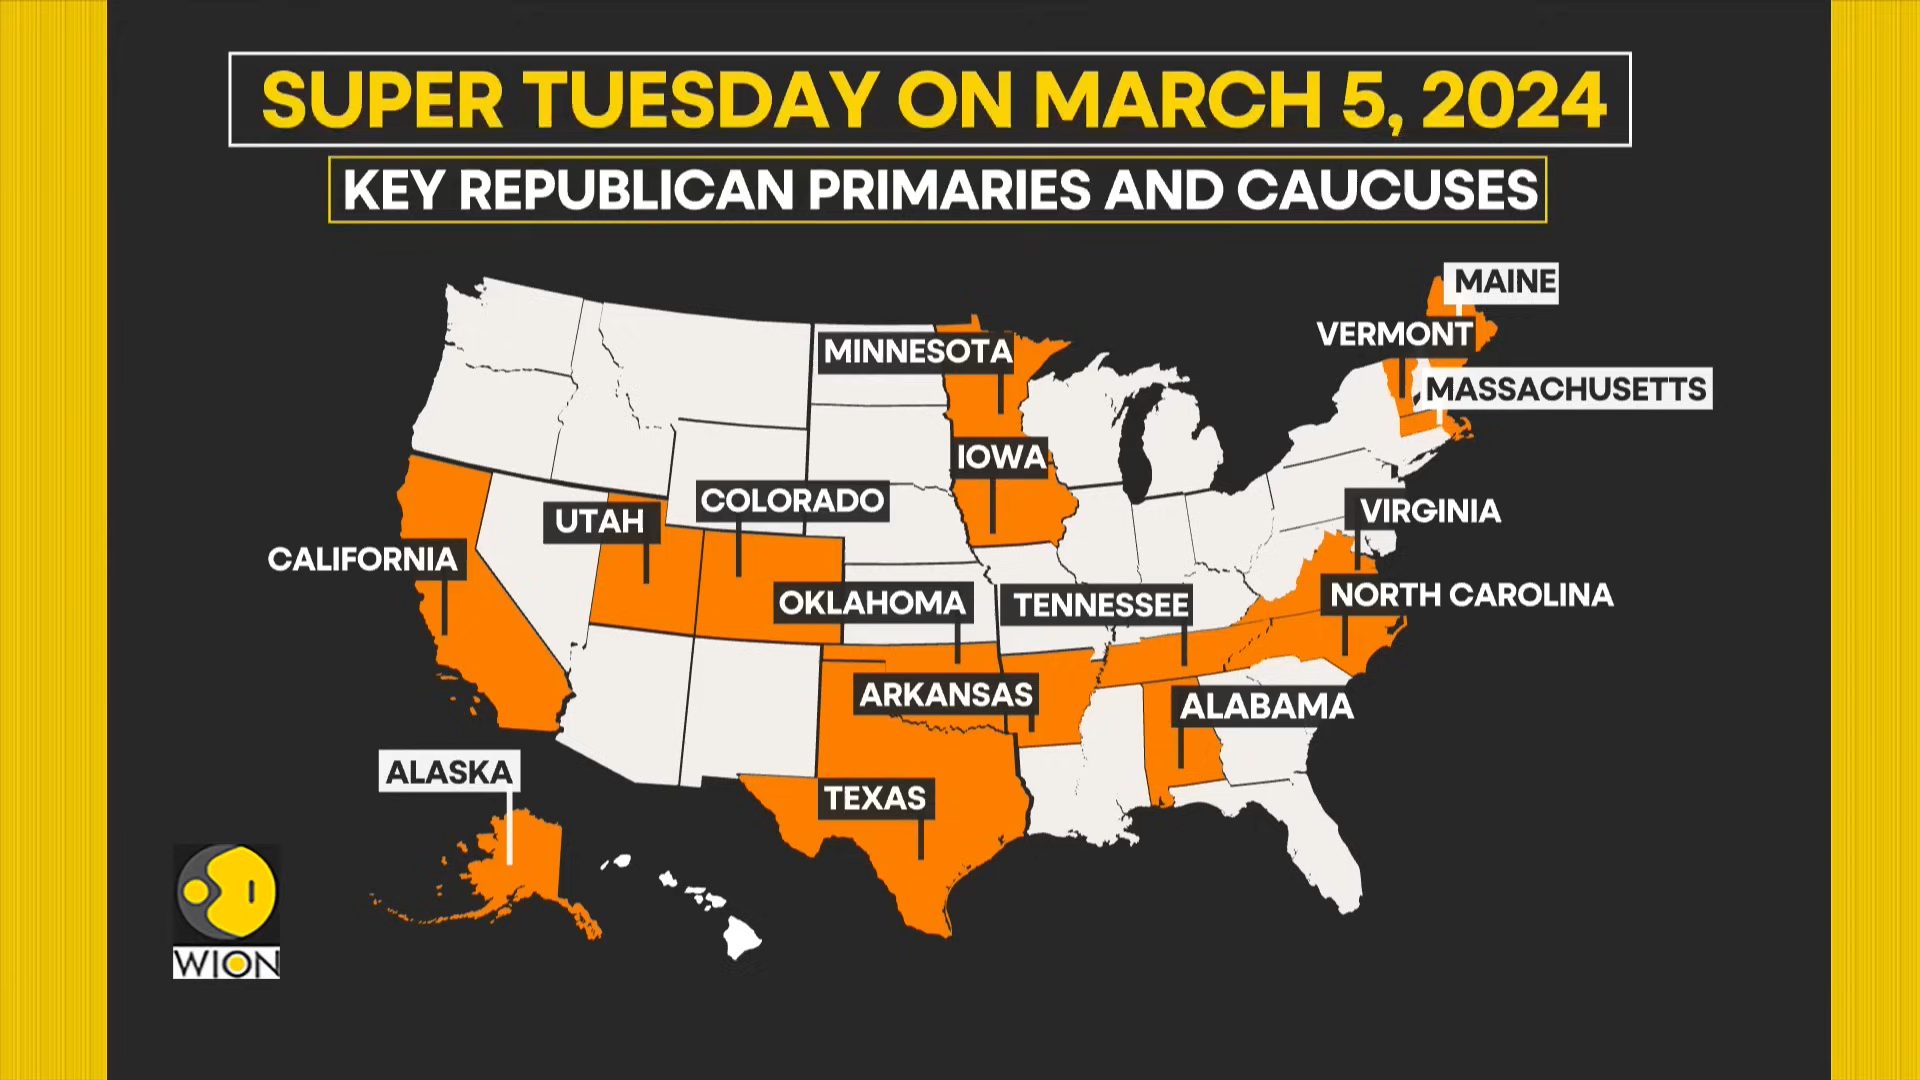 SUPER TUESDAY ON MARCH 5, 2024
KEY REPUBLICAN PRIMARIES AND CAUCUSES
MAINE
VERMONT
MINNESOTA
MASSACHUSETTS
IOWA
COLORADO
UTAH
VIRGINIA
CALIFORNIA
OKLAHOMA
TENNESSEE
NORTH CAROLINA
ARKANSAS
ALABAMA
ALASKA
TEXAS
WION